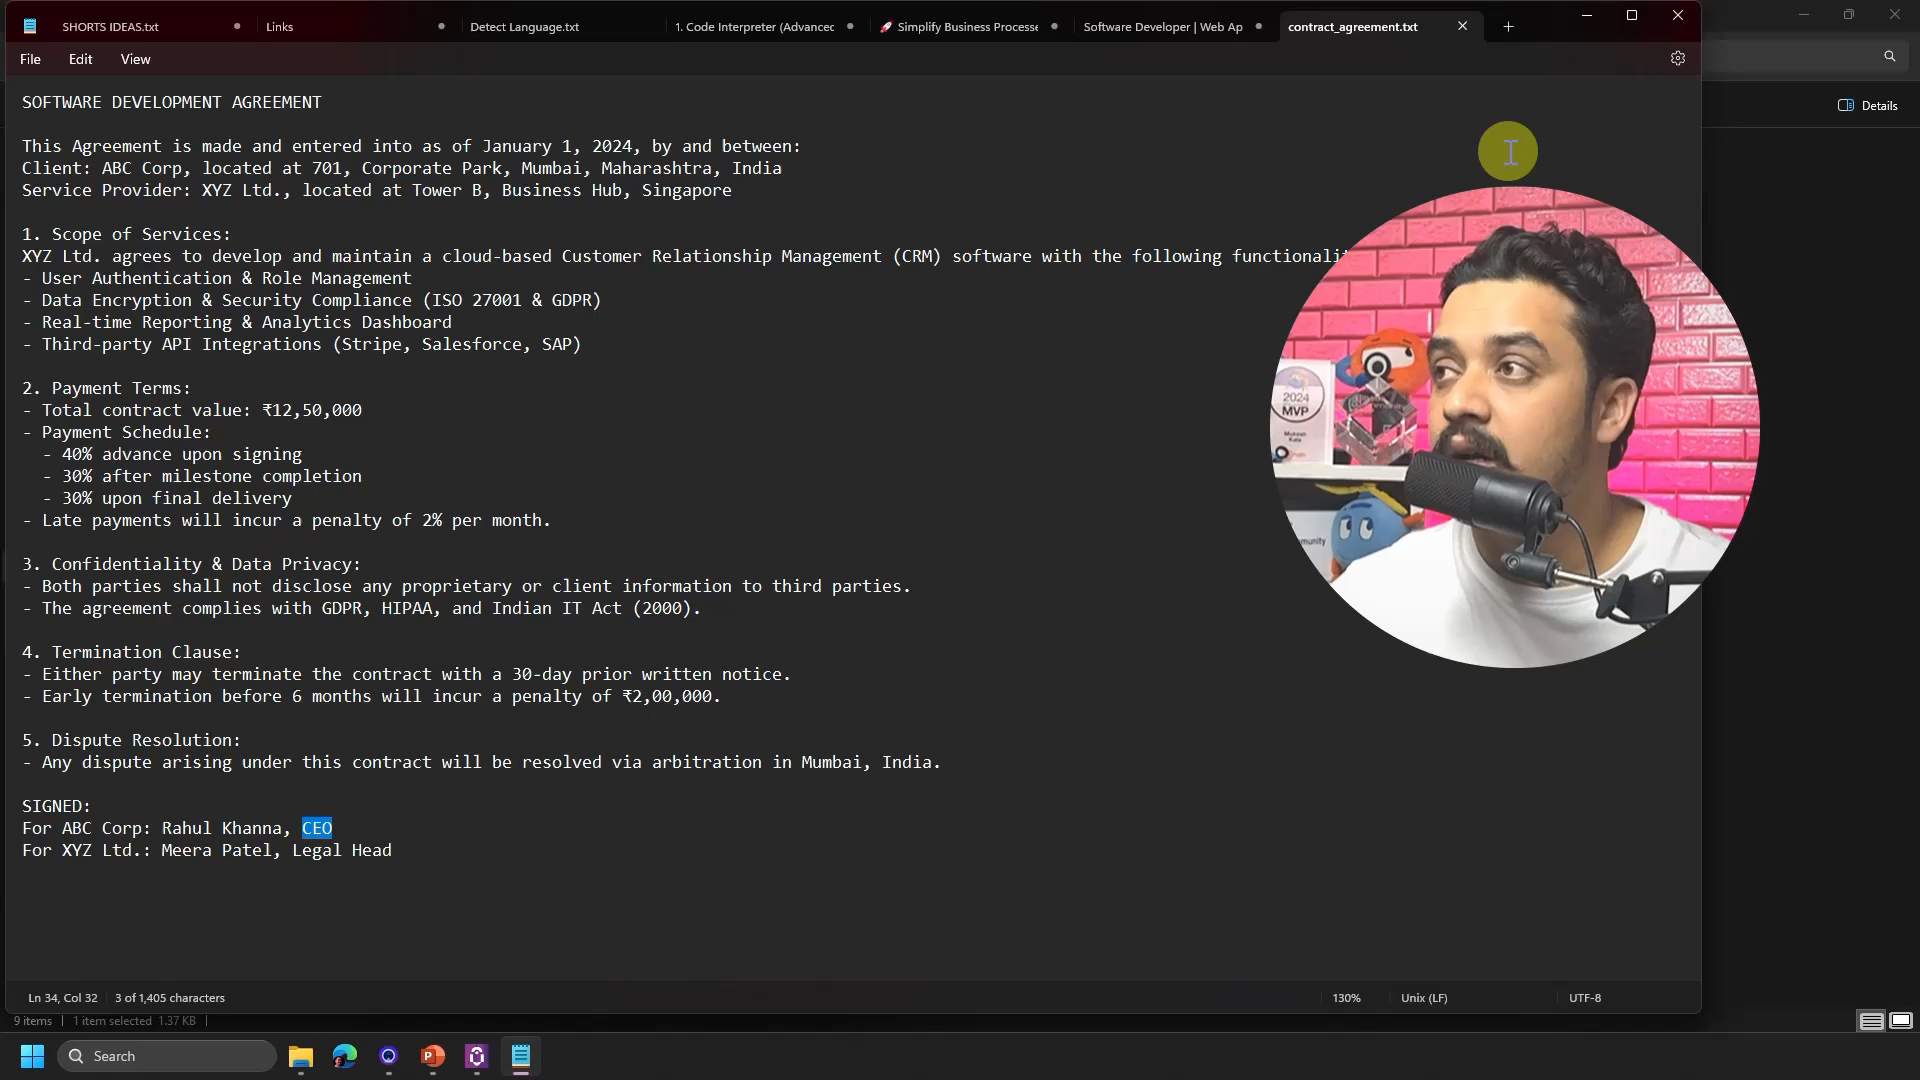 SHORTS IDEAS.txt
Links
Detect Language.txt
1. Code Interpreter (Advancec
🚀 Simplify Business Processe
Software Developer | Web Ap
contract_agreement.txt
File
Edit
View
Details
SOFTWARE DEVELOPMENT AGREEMENT
This Agreement is made and entered into as of January 1, 2024, by and between:
Client: ABC Corp, located at 701, Corporate Park, Mumbai, Maharashtra, India
Service Provider: XYZ Ltd., located at Tower B, Business Hub, Singapore
1. Scope of Services:
XYZ Ltd. agrees to develop and maintain a cloud-based Customer Relationship Management (CRM) software with the following functionalit
- User Authentication & Role Management
- Data Encryption & Security Compliance (ISO 27001 & GDPR)
- Real-time Reporting & Analytics Dashboard
- Third-party API Integrations (Stripe, Salesforce, SAP)
2. Payment Terms:
- Total contract value: ₹12,50,000
- Payment Schedule:
- 40% advance upon signing
- 30% after milestone completion
- 30% upon final delivery
- Late payments will incur a penalty of 2% per month.
3. Confidentiality & Data Privacy:
- Both parties shall not disclose any proprietary or client information to third parties.
- The agreement complies with GDPR, HIPAA, and Indian IT Act (2000).
4. Termination Clause:
- Either party may terminate the contract with a 30-day prior written notice.
- Early termination before 6 months will incur a penalty of ₹2,00,000.
5. Dispute Resolution:
- Any dispute arising under this contract will be resolved via arbitration in Mumbai, India.
SIGNED:
For ABC Corp: Rahul Khanna, CEO
For XYZ Ltd.: Meera Patel, Legal Head
2024
MVP
Mukesh
Kala
Ln 34, Col 32
3 of 1,405 characters
130%
Unix (LF)
UTF-8
9 items
1 item selected 1.37 KB
Search